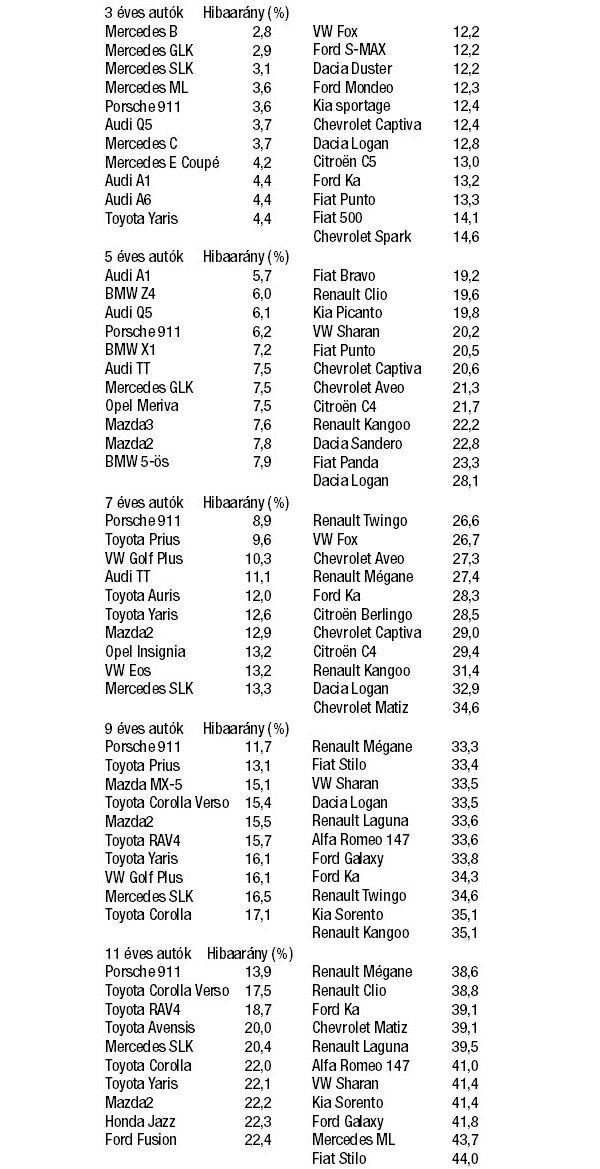 3 éves autók Hibaarány (%)
Mercedes B 2,8 VW Fox 12,2
Mercedes GLK 2,9 Ford S-MAX 12,2
Mercedes SLK 3,1 Dacia Duster 12,2
Mercedes ML 3,6 Ford Mondeo 12,3
Porsche 911 3,6 Kia sportage 12,4
Audi Q5 3,7 Chevrolet Captiva 12,4
Mercedes C 3,7 Dacia Logan 12,8
Mercedes E Coupé 4,2 Citroën C5 13,0
Audi A1 4,4 Ford Ka 13,2
Audi A6 4,4 Fiat Punto 13,3
Toyota Yaris 4,4 Fiat 500 14,1
Chevrolet Spark 14,6
5 éves autók Hibaarány (%)
Audi A1 5,7 Fiat Bravo 19,2
BMW Z4 6,0 Renault Clio 19,6
Audi Q5 6,1 Kia Picanto 19,8
Porsche 911 6,2 VW Sharan 20,2
BMW X1 7,2 Fiat Punto 20,5
Audi TT 7,5 Chevrolet Captiva 20,6
Mercedes GLK 7,5 Chevrolet Aveo 21,3
Opel Meriva 7,5 Citroën C4 21,7
Mazda3 7,6 Renault Kangoo 22,2
Mazda2 7,8 Dacia Sandero 22,8
BMW 5-ös 7,9 Fiat Panda 23,3
Dacia Logan 28,1
7 éves autók Hibaarány (%)
Porsche 911 8,9 Renault Twingo 26,6
Toyota Prius 9,6 VW Fox 26,7
VW Golf Plus 10,3 Chevrolet Aveo 27,3
Audi TT 11,1 Renault Mégane 27,4
Toyota Auris 12,0 Ford Ka 28,3
Toyota Yaris 12,6 Citroën Berlingo 28,5
Mazda2 12,9 Chevrolet Captiva 29,0
Opel Insignia 13,2 Citroën C4 29,4
VW Eos 13,2 Renault Kangoo 31,4
Mercedes SLK 13,3 Dacia Logan 32,9
Chevrolet Matiz 34,6
9 éves autók Hibaarány (%)
Porsche 911 11,7 Renault Mégane 33,3
Toyota Prius 13,1 Fiat Stilo 33,4
Mazda MX-5 15,1 VW Sharan 33,5
Toyota Corolla Verso 15,4 Dacia Logan 33,5
Mazda2 15,5 Renault Laguna 33,6
Toyota RAV4 15,7 Alfa Romeo 147 33,6
Toyota Yaris 16,1 Ford Galaxy 33,8
VW Golf Plus 16,1 Ford Ka 34,3
Mercedes SLK 16,5 Renault Twingo 34,6
Toyota Corolla 17,1 Kia Sorento 35,1
Renault Kangoo 35,1
11 éves autók Hibaarány (%)
Porsche 911 13,9 Renault Mégane 38,6
Toyota Corolla Verso 17,5 Renault Clio 38,8
Toyota RAV4 18,7 Ford Ka 39,1
Toyota Avensis 20,0 Chevrolet Matiz 39,1
Mercedes SLK 20,4 Renault Laguna 39,5
Toyota Corolla 22,0 Alfa Romeo 147 41,0
Toyota Yaris 22,1 VW Sharan 41,4
Mazda2 22,2 Kia Sorento 41,4
Honda Jazz 22,3 Ford Galaxy 41,8
Ford Fusion 22,4 Mercedes ML 43,7
Fiat Stilo 44,0